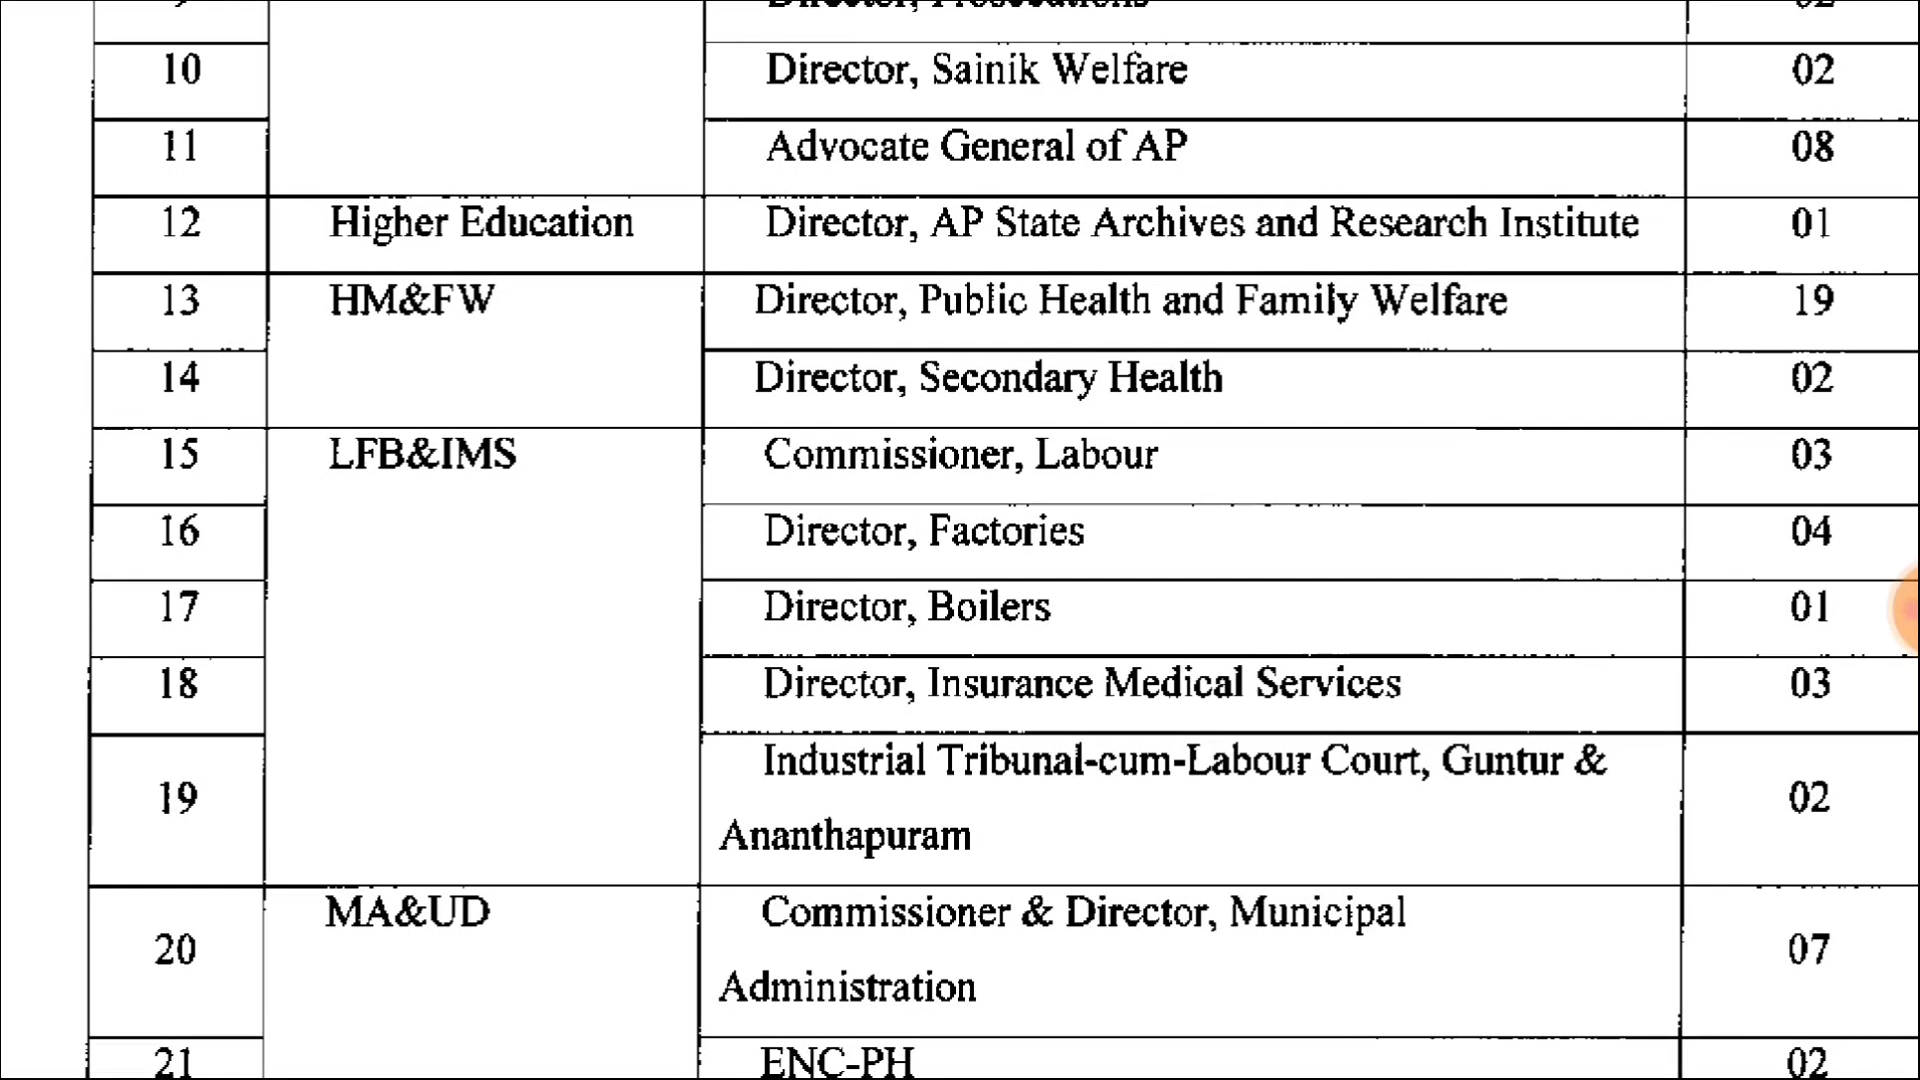 9 Director, Prosecutions 02
10 Director, Sainik Welfare 02
11 Advocate General of AP 08
12 Higher Education Director, AP State Archives and Research Institute 01
13 HM&FW Director, Public Health and Family Welfare 19
14 Director, Secondary Health 02
15 LFB&IMS Commissioner, Labour 03
16 Director, Factories 04
17 Director, Boilers 01
18 Director, Insurance Medical Services 03
19 Industrial Tribunal-cum-Labour Court, Guntur &
Ananthapuram 02
20 MA&UD Commissioner & Director, Municipal
Administration 07
21 ENC-PH 02